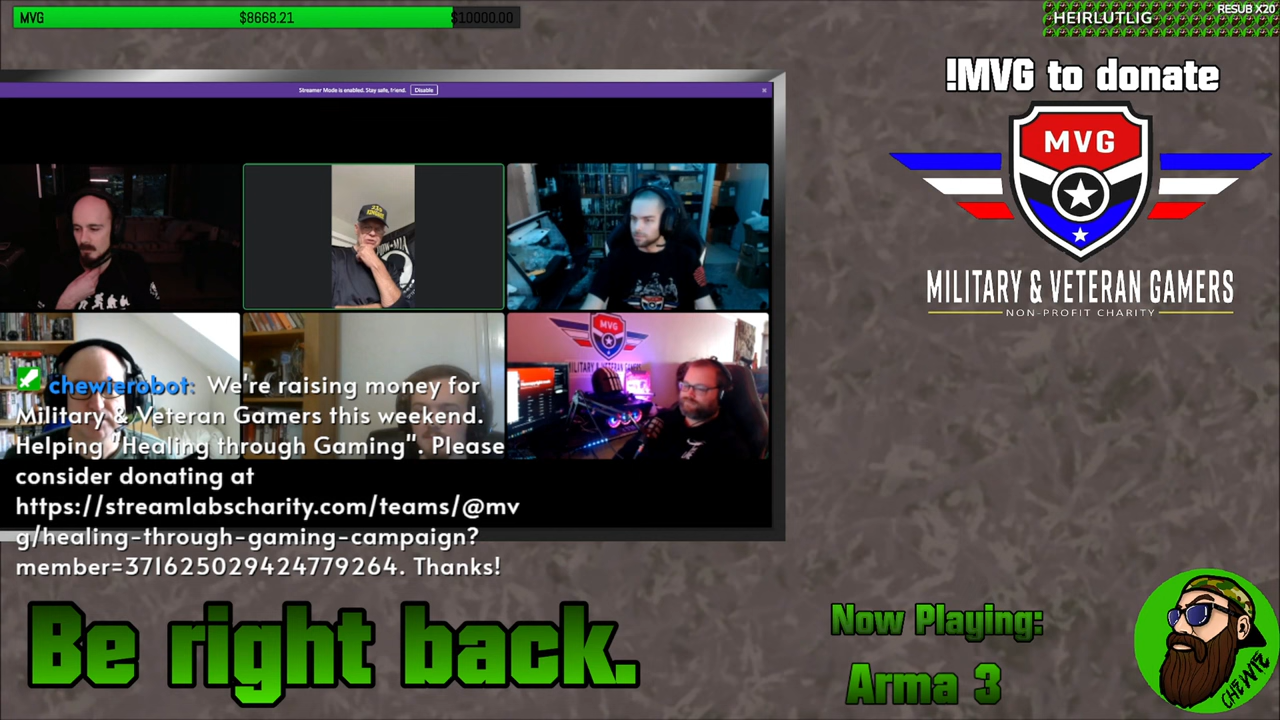 MVG
$8668.21
$10000.00
RESUB X20
HEIRLUTLIG
!MVG to donate
Streamer Mode is enabled. Stay safe, friend. Disable
MVG
MILITARY & VETERAN GAMERS
NON-PROFIT CHARITY
MVG
chewierobot: We're raising money for
Military & Veteran Gamers this weekend.
Helping "Healing through Gaming". Please
consider donating at
https://streamlabscharity.com/teams/@mv
g/healing-through-gaming-campaign?
member=371625029424779264. Thanks!
Be right back.
Now Playing:
Arma 3
CHEWIE